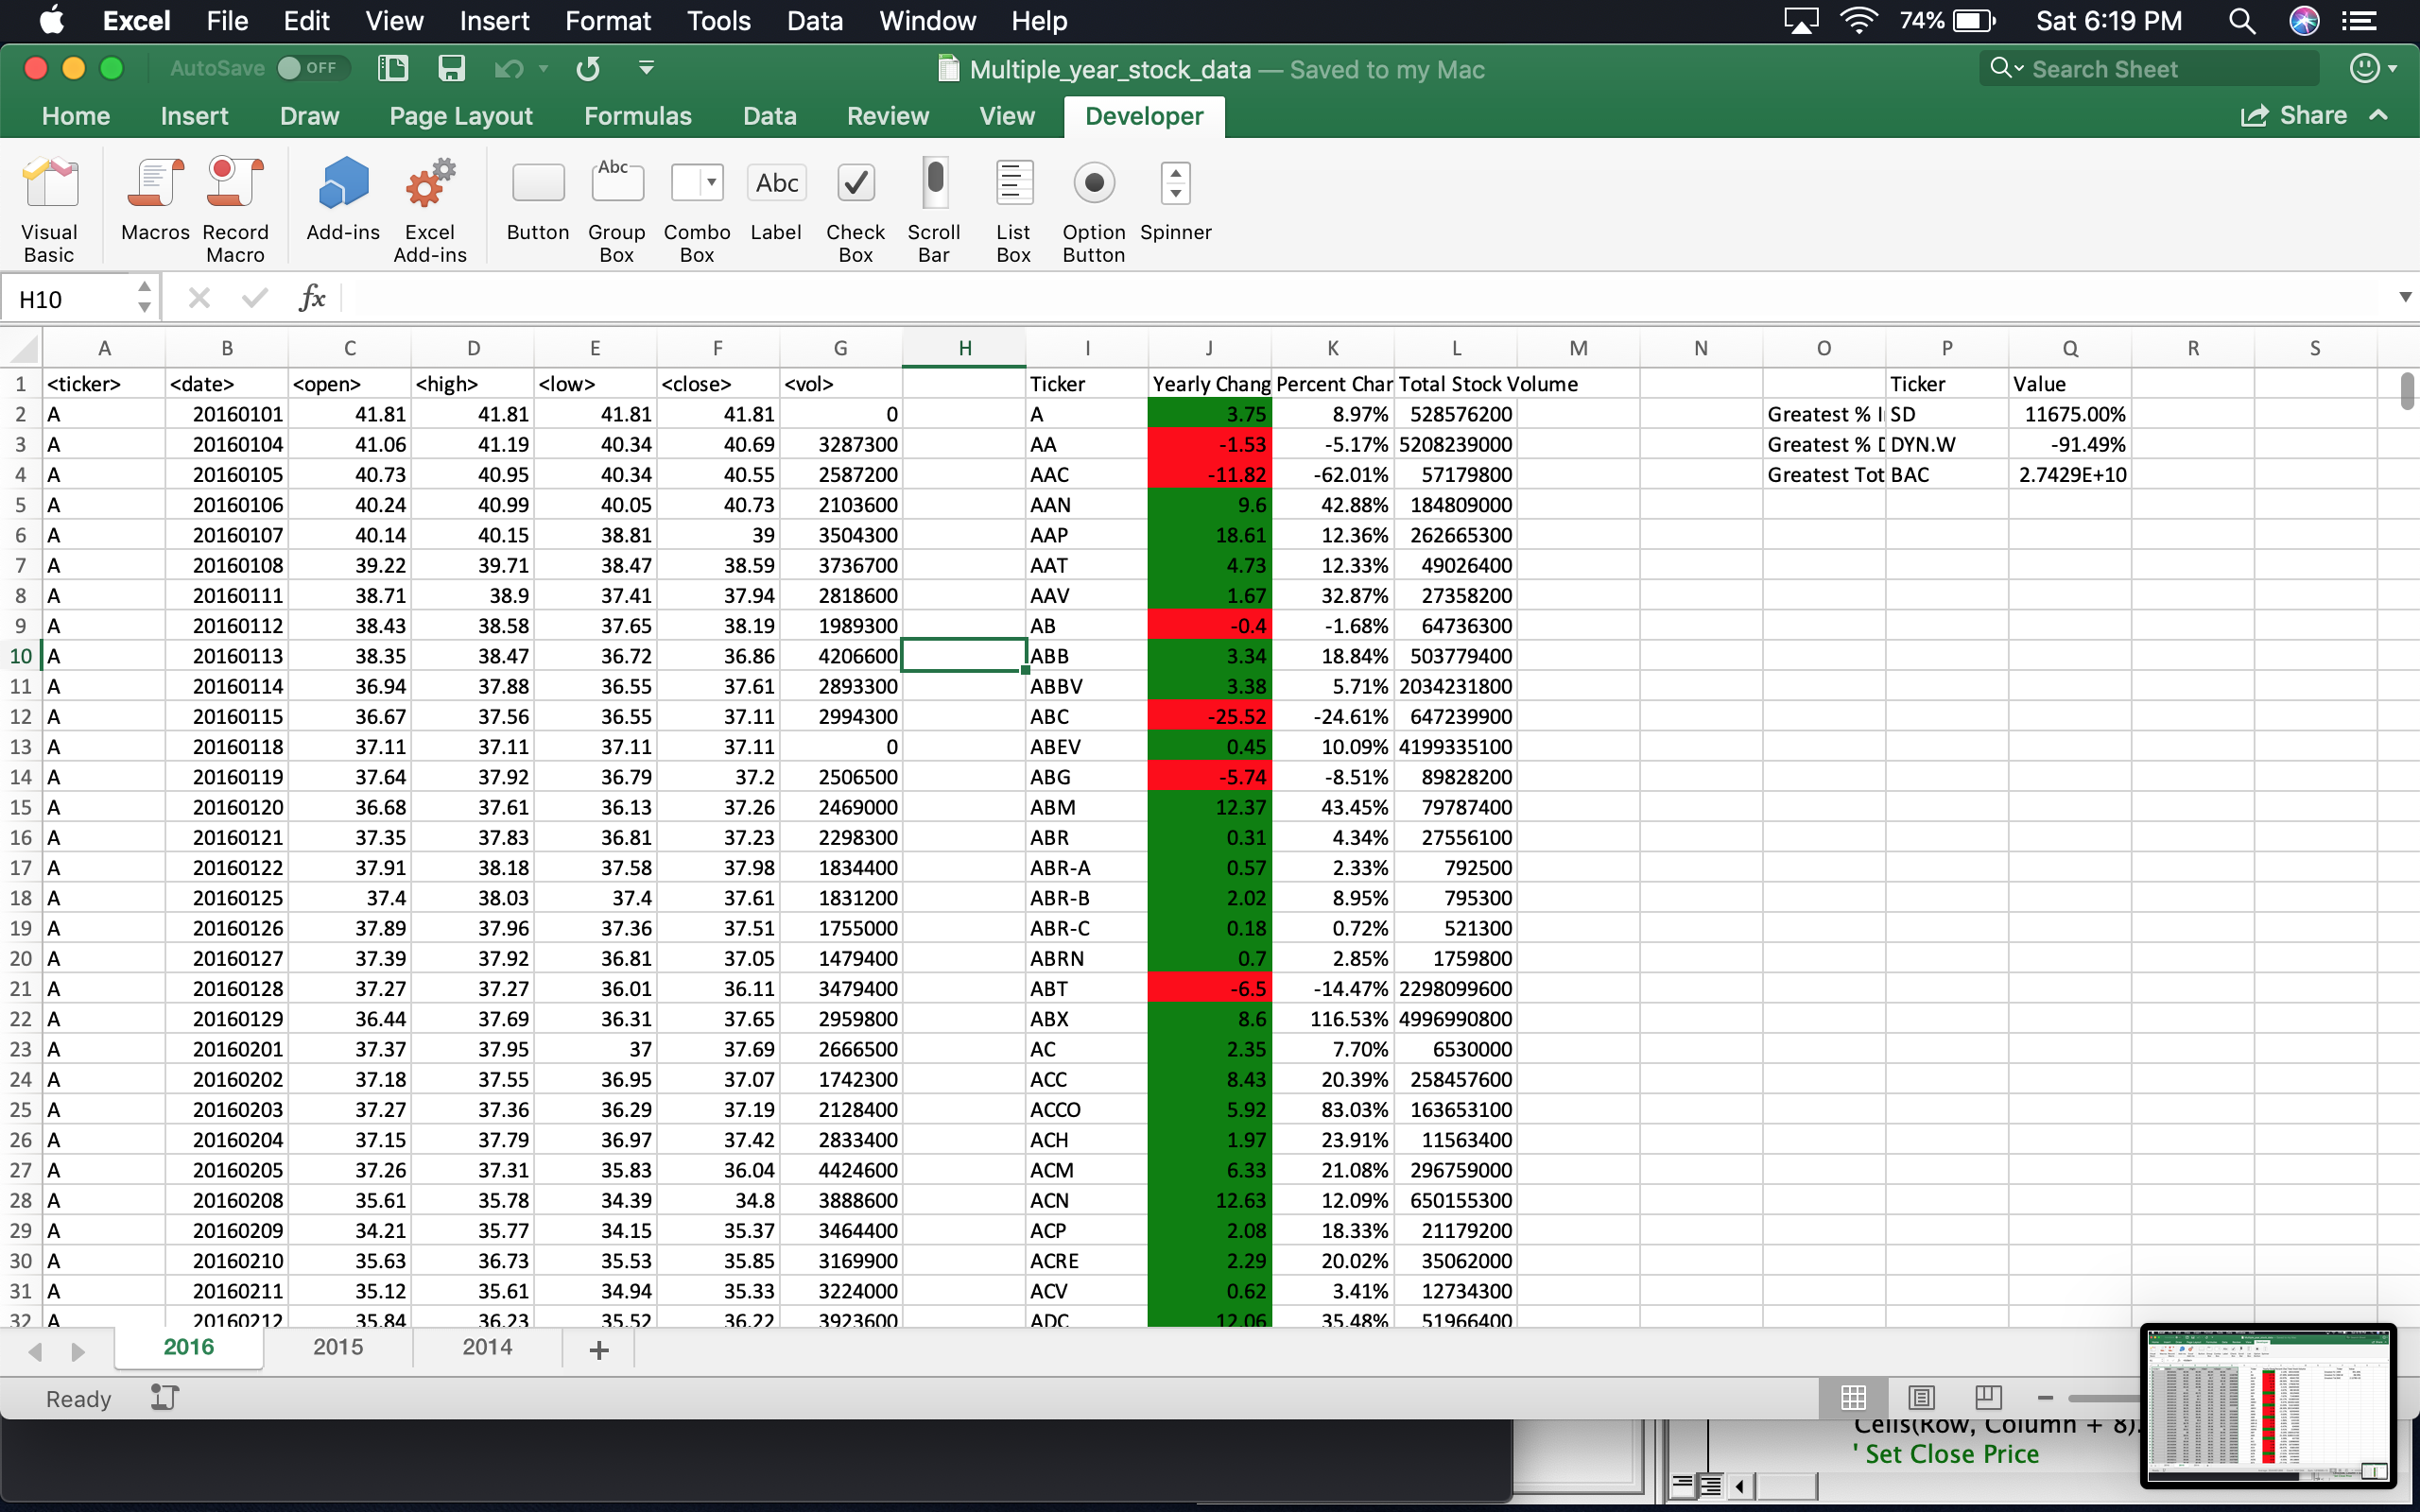 Excel File Edit View Insert Format Tools Data Window Help 74% Sat 6:19 PM
AutoSave OFF Multiple_year_stock_data — Saved to my Mac Search Sheet
Home Insert Draw Page Layout Formulas Data Review View Developer Share
Visual Basic Macros Record Macro Add-ins Excel Add-ins Button Abc Group Box Combo Box Abc Label Check Box Scroll Bar List Box Option Button Spinner
H10 fx
A B C D E F G H I J K L M N O P Q R S
1 <ticker> <date> <open> <high> <low> <close> <vol> Ticker Yearly Chang Percent Char Total Stock Volume Ticker Value
2 A 20160101 41.81 41.81 41.81 41.81 0 A 3.75 8.97% 528576200 Greatest % I SD 11675.00%
3 A 20160104 41.06 41.19 40.34 40.69 3287300 AA -1.53 -5.17% 5208239000 Greatest % D DYN.W -91.49%
4 A 20160105 40.73 40.95 40.34 40.55 2587200 AAC -11.82 -62.01% 57179800 Greatest Tot BAC 2.7429E+10
5 A 20160106 40.24 40.99 40.05 40.73 2103600 AAN 9.6 42.88% 184809000
6 A 20160107 40.14 40.15 38.81 39 3504300 AAP 18.61 12.36% 262665300
7 A 20160108 39.22 39.71 38.47 38.59 3736700 AAT 4.73 12.33% 49026400
8 A 20160111 38.71 38.9 37.41 37.94 2818600 AAV 1.67 32.87% 27358200
9 A 20160112 38.43 38.58 37.65 38.19 1989300 AB -0.4 -1.68% 64736300
10 A 20160113 38.35 38.47 36.72 36.86 4206600 ABB 3.34 18.84% 503779400
11 A 20160114 36.94 37.88 36.55 37.61 2893300 ABBV 3.38 5.71% 2034231800
12 A 20160115 36.67 37.56 36.55 37.11 2994300 ABC -25.52 -24.61% 647239900
13 A 20160118 37.11 37.11 37.11 37.11 0 ABEV 0.45 10.09% 4199335100
14 A 20160119 37.64 37.92 36.79 37.2 2506500 ABG -5.74 -8.51% 89828200
15 A 20160120 36.68 37.61 36.13 37.26 2469000 ABM 12.37 43.45% 79787400
16 A 20160121 37.35 37.83 36.81 37.23 2298300 ABR 0.31 4.34% 27556100
17 A 20160122 37.91 38.18 37.58 37.98 1834400 ABR-A 0.57 2.33% 792500
18 A 20160125 37.4 38.03 37.4 37.61 1831200 ABR-B 2.02 8.95% 795300
19 A 20160126 37.89 37.96 37.36 37.51 1755000 ABR-C 0.18 0.72% 521300
20 A 20160127 37.39 37.92 36.81 37.05 1479400 ABRN 0.7 2.85% 1759800
21 A 20160128 37.27 37.27 36.01 36.11 3479400 ABT -6.5 -14.47% 2298099600
22 A 20160129 36.44 37.69 36.31 37.65 2959800 ABX 8.6 116.53% 4996990800
23 A 20160201 37.37 37.95 37 37.69 2666500 AC 2.35 7.70% 6530000
24 A 20160202 37.18 37.55 36.95 37.07 1742300 ACC 8.43 20.39% 258457600
25 A 20160203 37.27 37.36 36.29 37.19 2128400 ACCO 5.92 83.03% 163653100
26 A 20160204 37.15 37.79 36.97 37.42 2833400 ACH 1.97 23.91% 11563400
27 A 20160205 37.26 37.31 35.83 36.04 4424600 ACM 6.33 21.08% 296759000
28 A 20160208 35.61 35.78 34.39 34.8 3888600 ACN 12.63 12.09% 650155300
29 A 20160209 34.21 35.77 34.15 35.37 3464400 ACP 2.08 18.33% 21179200
30 A 20160210 35.63 36.73 35.53 35.85 3169900 ACRE 2.29 20.02% 35062000
31 A 20160211 35.12 35.61 34.94 35.33 3224000 ACV 0.62 3.41% 12734300
32 A 20160212 35.84 36.23 35.52 36.22 3923600 ADC 12.06 35.48% 51966400
2016 2015 2014
Ready
Cells(Row, Column + 8).
' Set Close Price